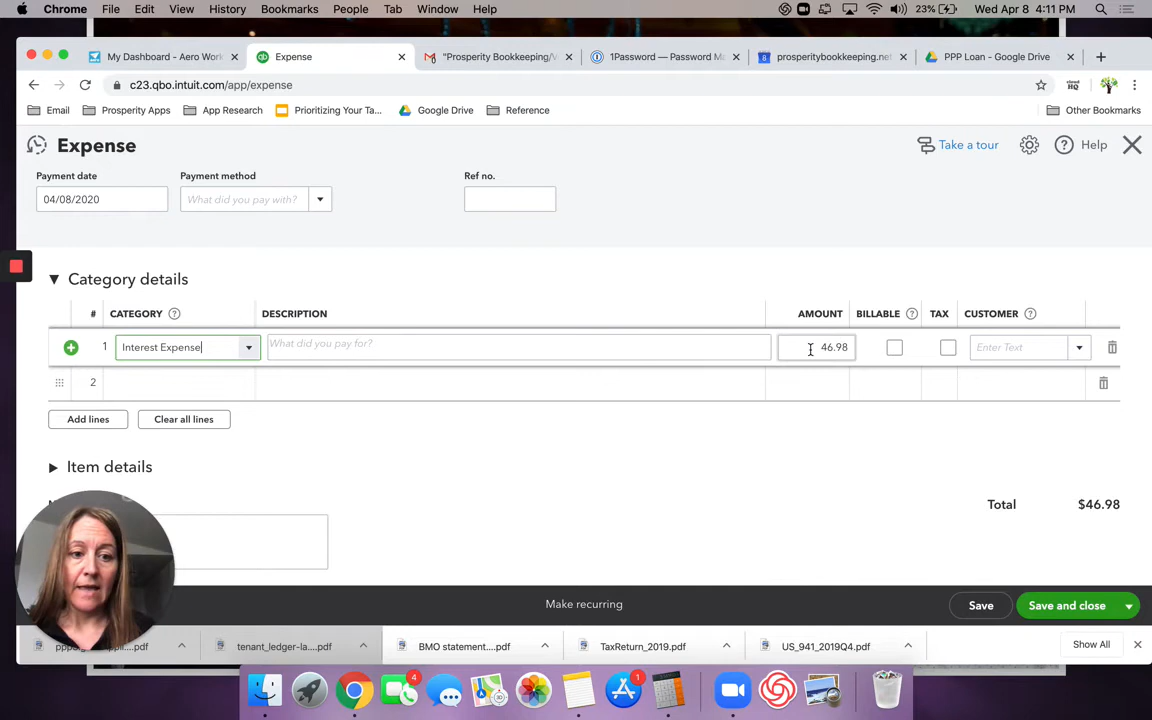 Chrome File Edit View History Bookmarks People Tab Window Help 23% Wed Apr 8 4:11 PM
My Dashboard - Aero Work Expense "Prosperity Bookkeeping/V 1Password — Password Ma prosperitybookkeeping.net PPP Loan - Google Drive
c23.qbo.intuit.com/app/expense
Email Prosperity Apps App Research Prioritizing Your Ta... Google Drive Reference Other Bookmarks
Expense Take a tour Help
Payment date Payment method Ref no.
04/08/2020 What did you pay with?
Category details
# CATEGORY DESCRIPTION AMOUNT BILLABLE TAX CUSTOMER
1 Interest Expense What did you pay for? 46.98 Enter Text
2
Add lines Clear all lines
Item details
Total $46.98
Make recurring Save Save and close
tenant_ledger-la....pdf BMO statement....pdf TaxReturn_2019.pdf US_941_2019Q4.pdf Show All
4 1